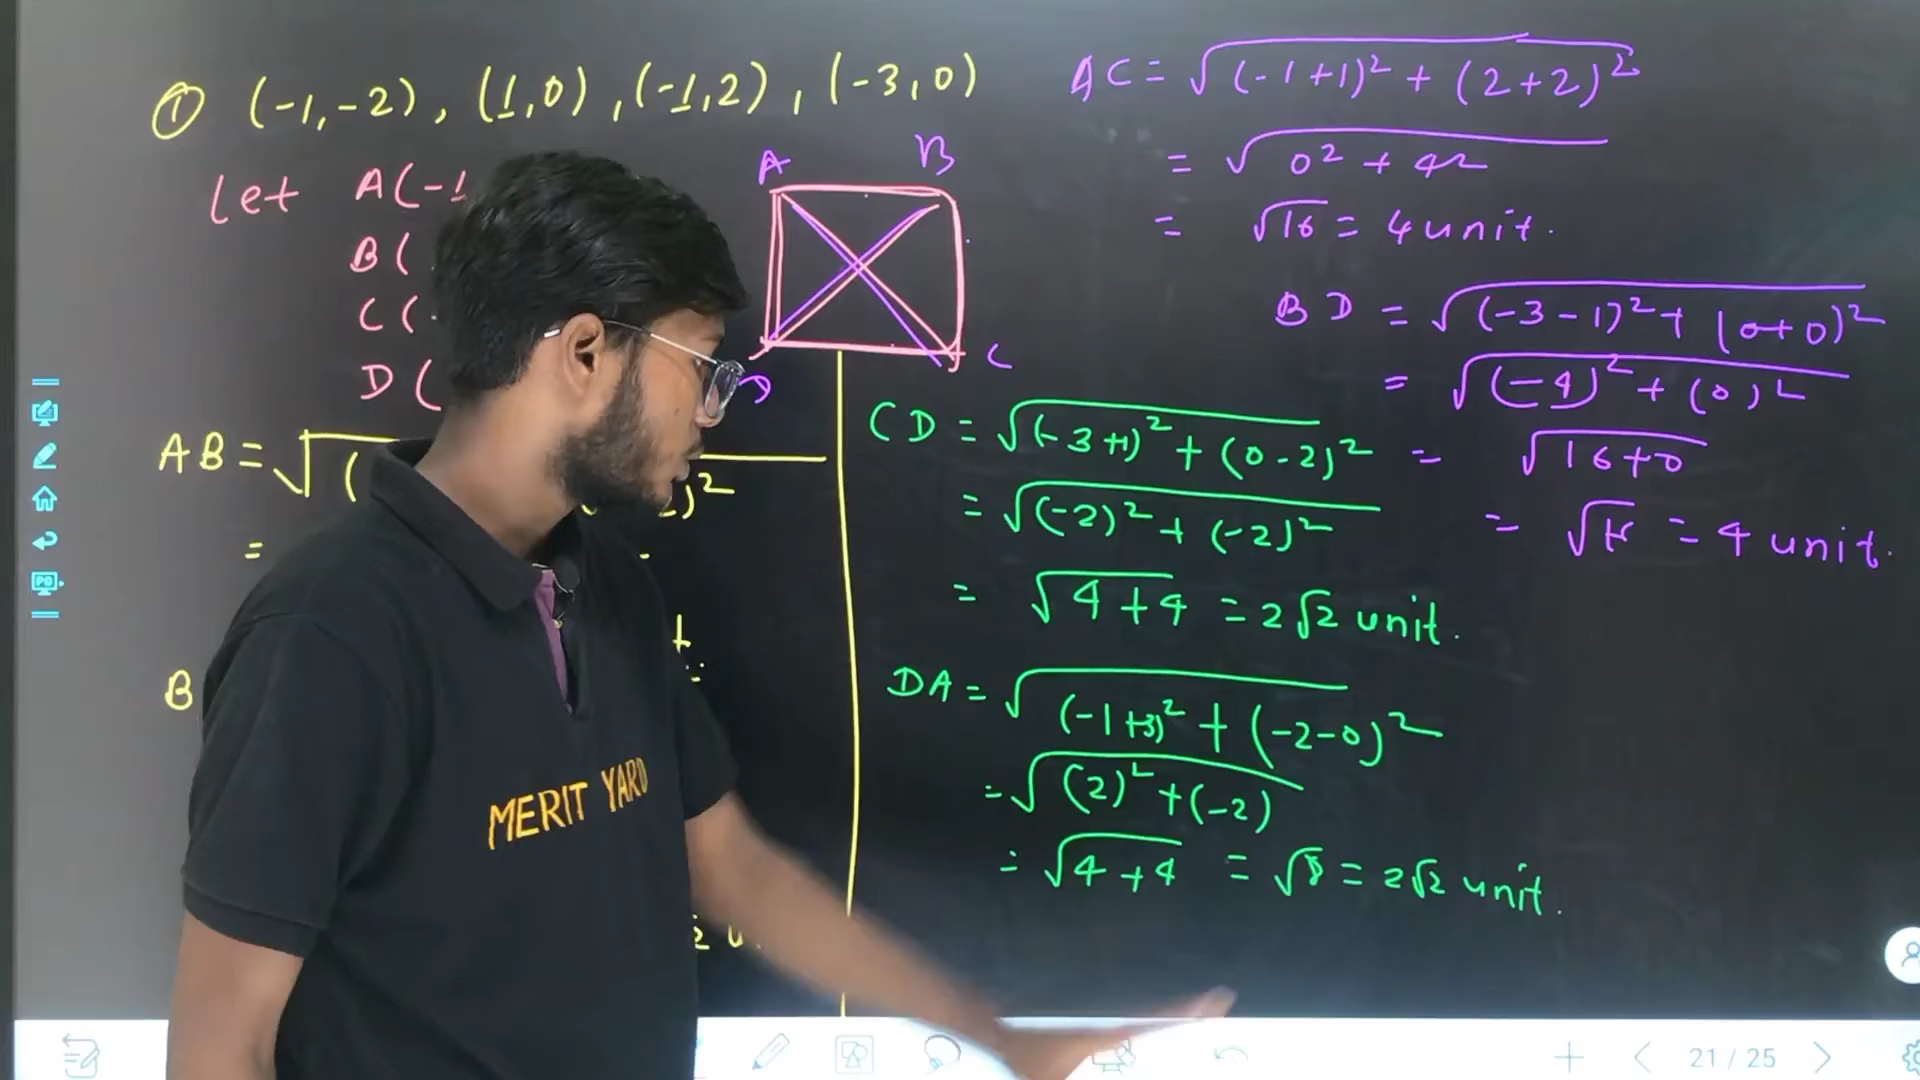 ① (-1,-2), (1,0), (-1,2), (-3,0)
Let A(-1
B(
C(
D(
A B
D C
AB = √(
)²
=
B
AC = √(-1+1)² + (2+2)²
= √0² + 4²
= √16 = 4 unit.
BD = √(-3-1)² + (0+0)²
= √(-4)² + (0)²
= √16+0
= √16 = 4 unit.
CD = √(-3+1)² + (0-2)²
= √(-2)² + (-2)²
= √4+4 = 2√2 unit.
DA = √(-1+3)² + (-2-0)²
= √(2)² + (-2)
= √4+4 = √8 = 2√2 unit.
MERIT YARD
21 / 25